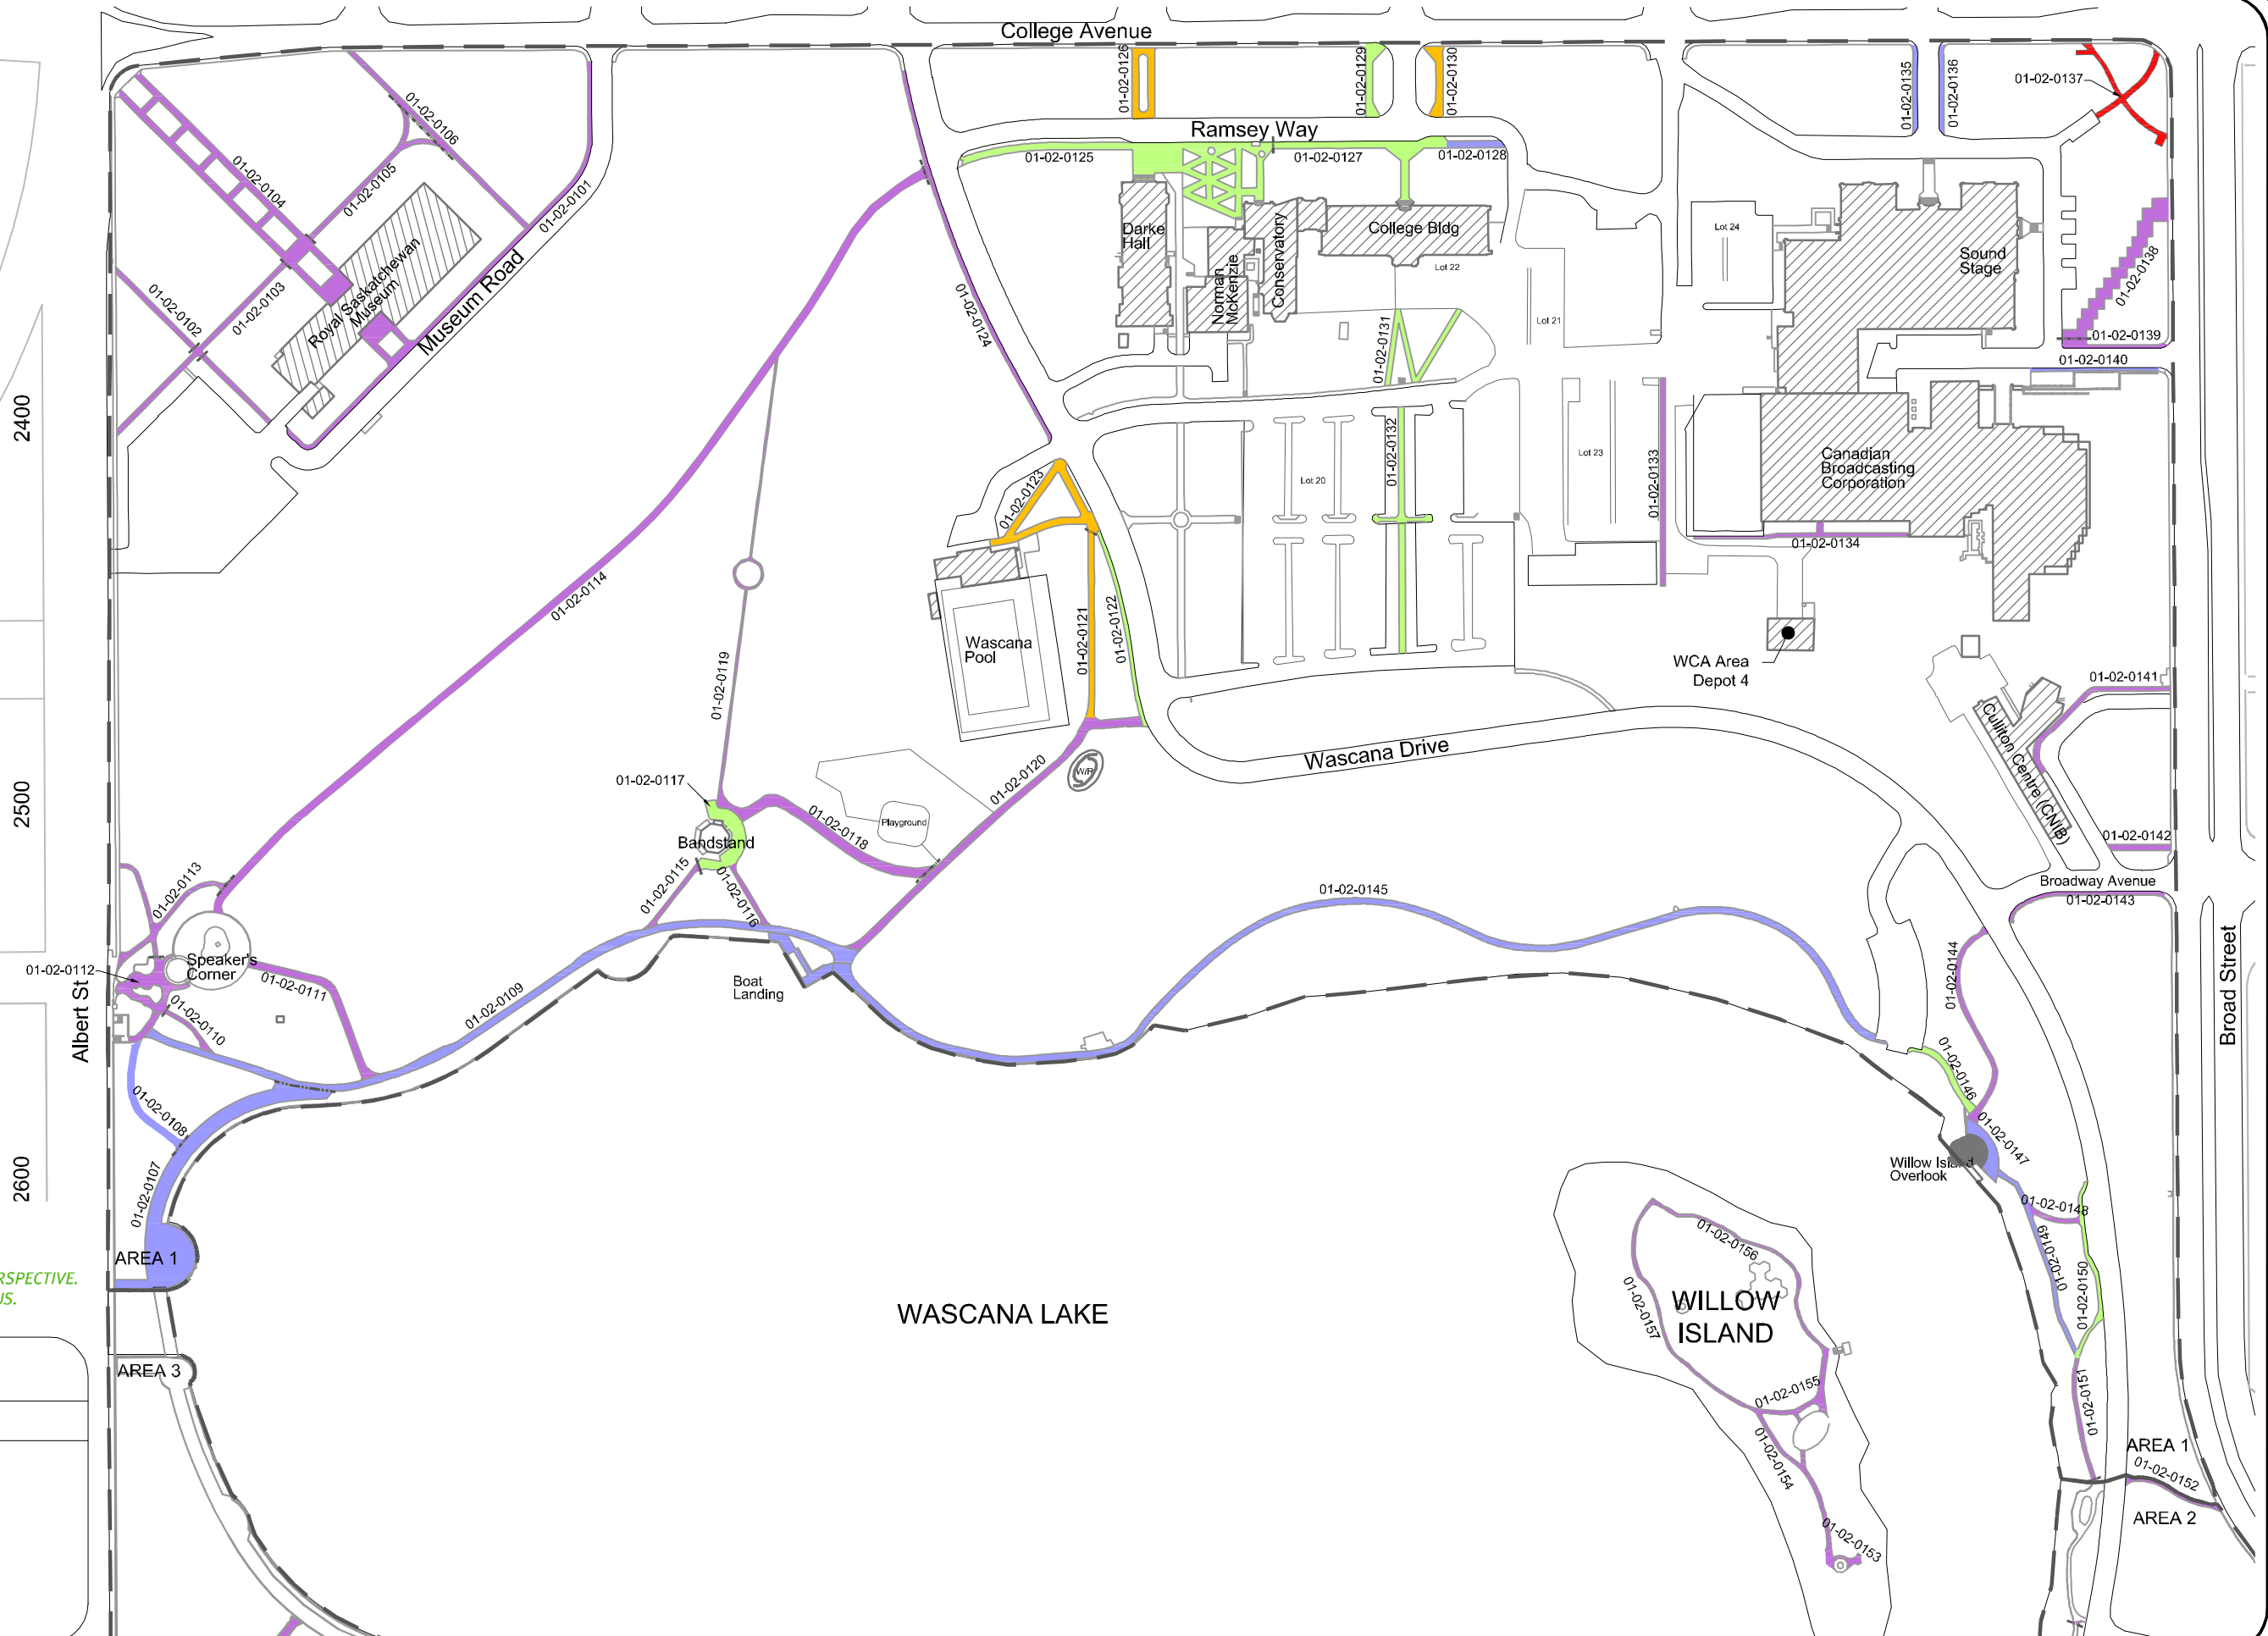 College Avenue
01-02-0126
01-02-0129
01-02-0130
01-02-0135
01-02-0136
01-02-0137
01-02-0106
01-02-0104
01-02-0105
01-02-0101
Ramsey Way
01-02-0125
01-02-0127
01-02-0128
Darke
Hall
Norman
McKenzie
Conservatory
College Bldg
Lot 22
Lot 24
Sound
Stage
01-02-0138
01-02-0139
01-02-0140
01-02-0102
01-02-0103
Royal Saskatchewan
Museum
Museum Road
01-02-0124
01-02-0131
Lot 21
2400
01-02-0132
Lot 20
Lot 23
01-02-0133
Canadian
Broadcasting
Corporation
01-02-0134
01-02-0123
01-02-0114
01-02-0121
01-02-0122
Wascana
Pool
01-02-0119
WCA Area
Depot 4
01-02-0141
Culliton Centre (CNIB)
01-02-0142
Wascana Drive
2500
01-02-0117
Bandstand
01-02-0118
Playground
01-02-0120
W/R
01-02-0115
01-02-0116
01-02-0113
01-02-0145
Broadway Avenue
01-02-0143
01-02-0144
Broad Street
01-02-0112
Speaker's
Corner
01-02-0111
01-02-0110
Albert St
01-02-0109
Boat
Landing
01-02-0108
01-02-0107
2600
01-02-0146
01-02-0147
Willow Island
Overlook
01-02-0148
01-02-0149
01-02-0150
01-02-0151
AREA 1
RSPECTIVE.
US.
AREA 3
WASCANA LAKE
01-02-0156
01-02-0157
WILLOW
ISLAND
01-02-0155
01-02-0154
01-02-0153
AREA 1
01-02-0152
AREA 2